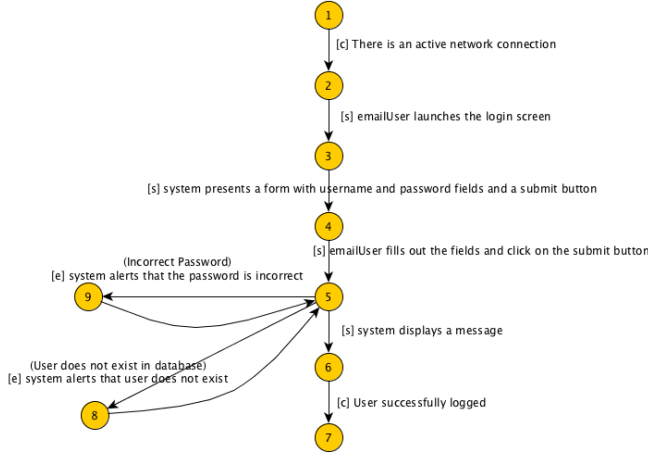 1
[c] There is an active network connection
2
[s] emailUser launches the login screen
3
[s] system presents a form with username and password fields and a submit button
4
[s] emailUser fills out the fields and click on the submit button
(Incorrect Password)
[e] system alerts that the password is incorrect
9
5
[s] system displays a message
(User does not exist in database)
[e] system alerts that user does not exist
6
[c] User successfully logged
8
7